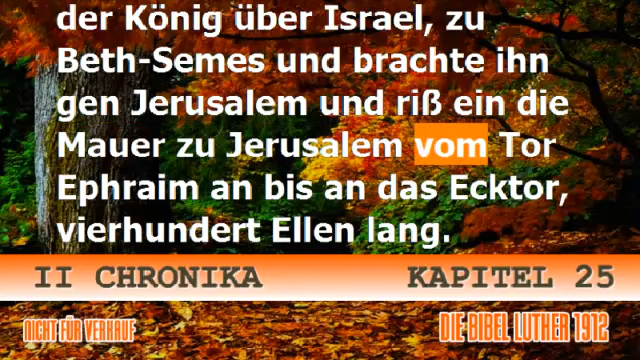 der König über Israel, zu
Beth-Semes und brachte ihn
gen Jerusalem und riß ein die
Mauer zu Jerusalem vom Tor
Ephraim an bis an das Ecktor,
vierhundert Ellen lang.
II CHRONIKA KAPITEL 25
NICHT FÜR VERKAUF DIE BIBEL LUTHER 1912